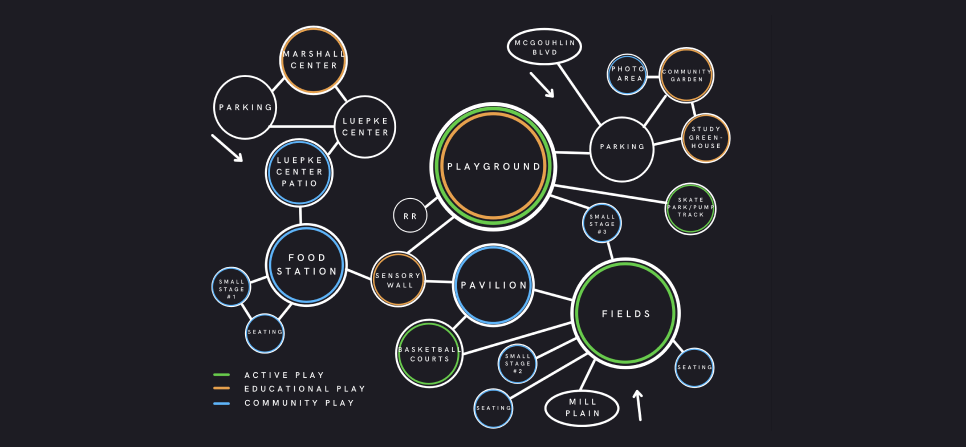 MARSHALL
CENTER
PARKING
LUEPKE
CENTER
LUEPKE
CENTER
PATIO
FOOD
STATION
SMALL
STAGE
#1
SEATING
MCGOUHLIN
BLVD
PHOTO
AREA
COMMUNITY
GARDEN
STUDY
GREEN-
HOUSE
PARKING
PLAYGROUND
SKATE
PARK/PUMP
TRACK
RR
SMALL
STAGE
#3
SENSORY
WALL
PAVILION
FIELDS
BASKETBALL
COURTS
SMALL
STAGE
#2
SEATING
SEATING
MILL
PLAIN
ACTIVE PLAY
EDUCATIONAL PLAY
COMMUNITY PLAY